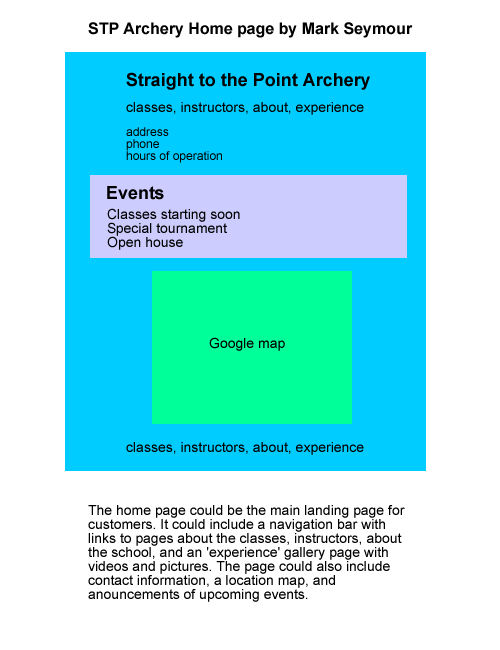 STP Archery Home page by Mark Seymour
Straight to the Point Archery
classes, instructors, about, experience
address
phone
hours of operation
Events
Classes starting soon
Special tournament
Open house
Google map
classes, instructors, about, experience
The home page could be the main landing page for
customers. It could include a navigation bar with
links to pages about the classes, instructors, about
the school, and an 'experience' gallery page with
videos and pictures. The page could also include
contact information, a location map, and
anouncements of upcoming events.